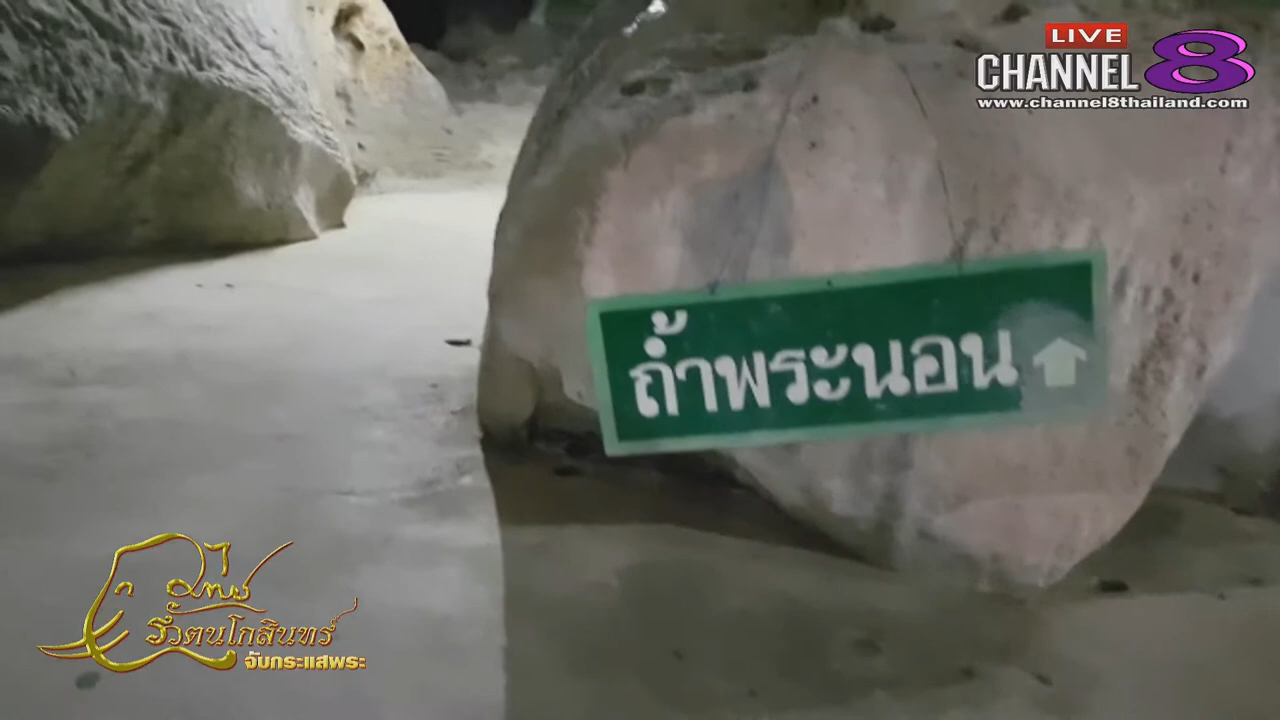 LIVE
CHANNEL 8
www.channel8thailand.com
ถ้ำพระนอน
รัตนโกสินทร์
จับกระแสพระ